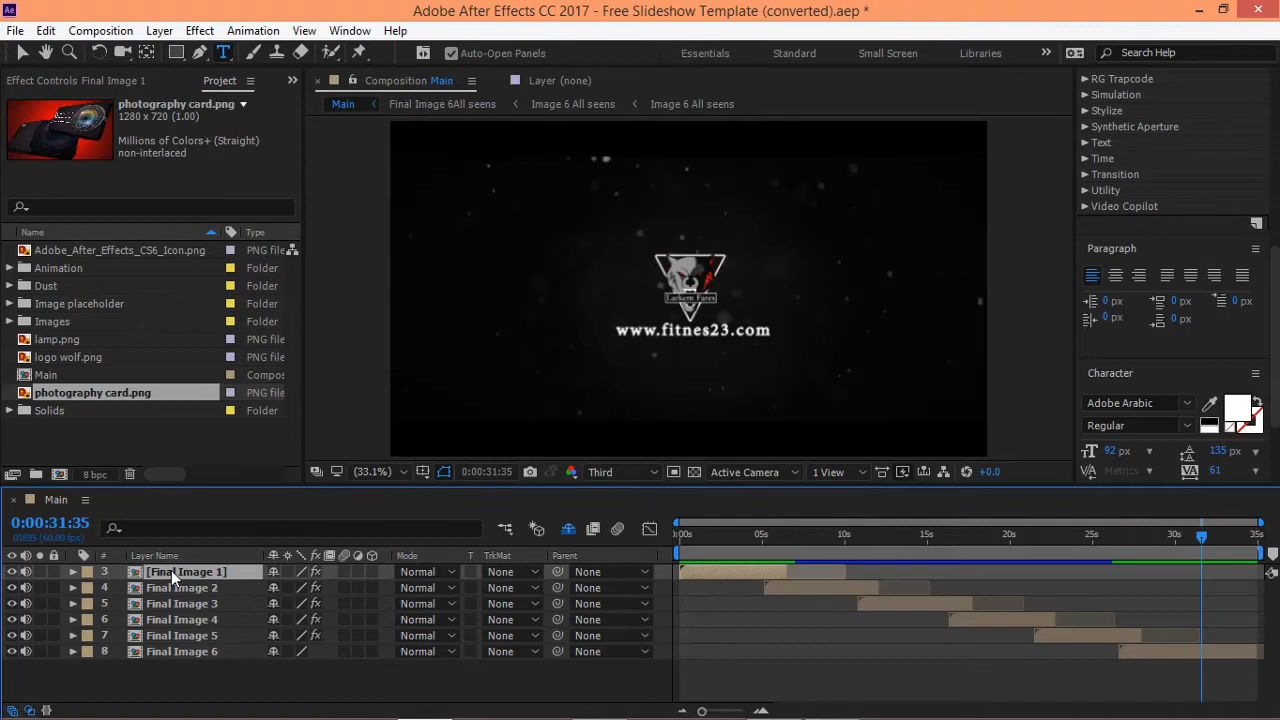 Adobe After Effects CC 2017 - Free Slideshow Template (converted).aep *
File Edit Composition Layer Effect Animation View Window Help
Auto-Open Panels Essentials Standard Small Screen Libraries Search Help
Effect Controls Final Image 1 Project
Composition Main Layer (none)
Main Final Image 6All seens Image 6 All seens Image 6 All seens
photography card.png
1280 x 720 (1.00)
Millions of Colors+ (Straight)
non-interlaced
Name Type
Adobe_After_Effects_CS6_Icon.png PNG file
Animation Folder
Dust Folder
Image placeholder Folder
Images Folder
lamp.png PNG file
logo wolf.png PNG file
Main Compos
photography card.png PNG file
Solids Folder
8 bpc
Larkem Fares
www.fitnes23.com
(33.1%) 0:00:31:35 Third Active Camera 1 View +0.0
RG Trapcode
Simulation
Stylize
Synthetic Aperture
Text
Time
Transition
Utility
Video Copilot
Paragraph
0 px 0 px 0 px
0 px 0 px
Character
Adobe Arabic
Regular
92 px 135 px
Metrics 61
Main
0:00:31:35
01895 (60.00 fps)
0:00s 05s 10s 15s 20s 25s 30s 35s
# Layer Name Mode T TrkMat Parent
3 [Final Image 1] Normal None None
4 Final Image 2 Normal None None
5 Final Image 3 Normal None None
6 Final Image 4 Normal None None
7 Final Image 5 Normal None None
8 Final Image 6 Normal None None